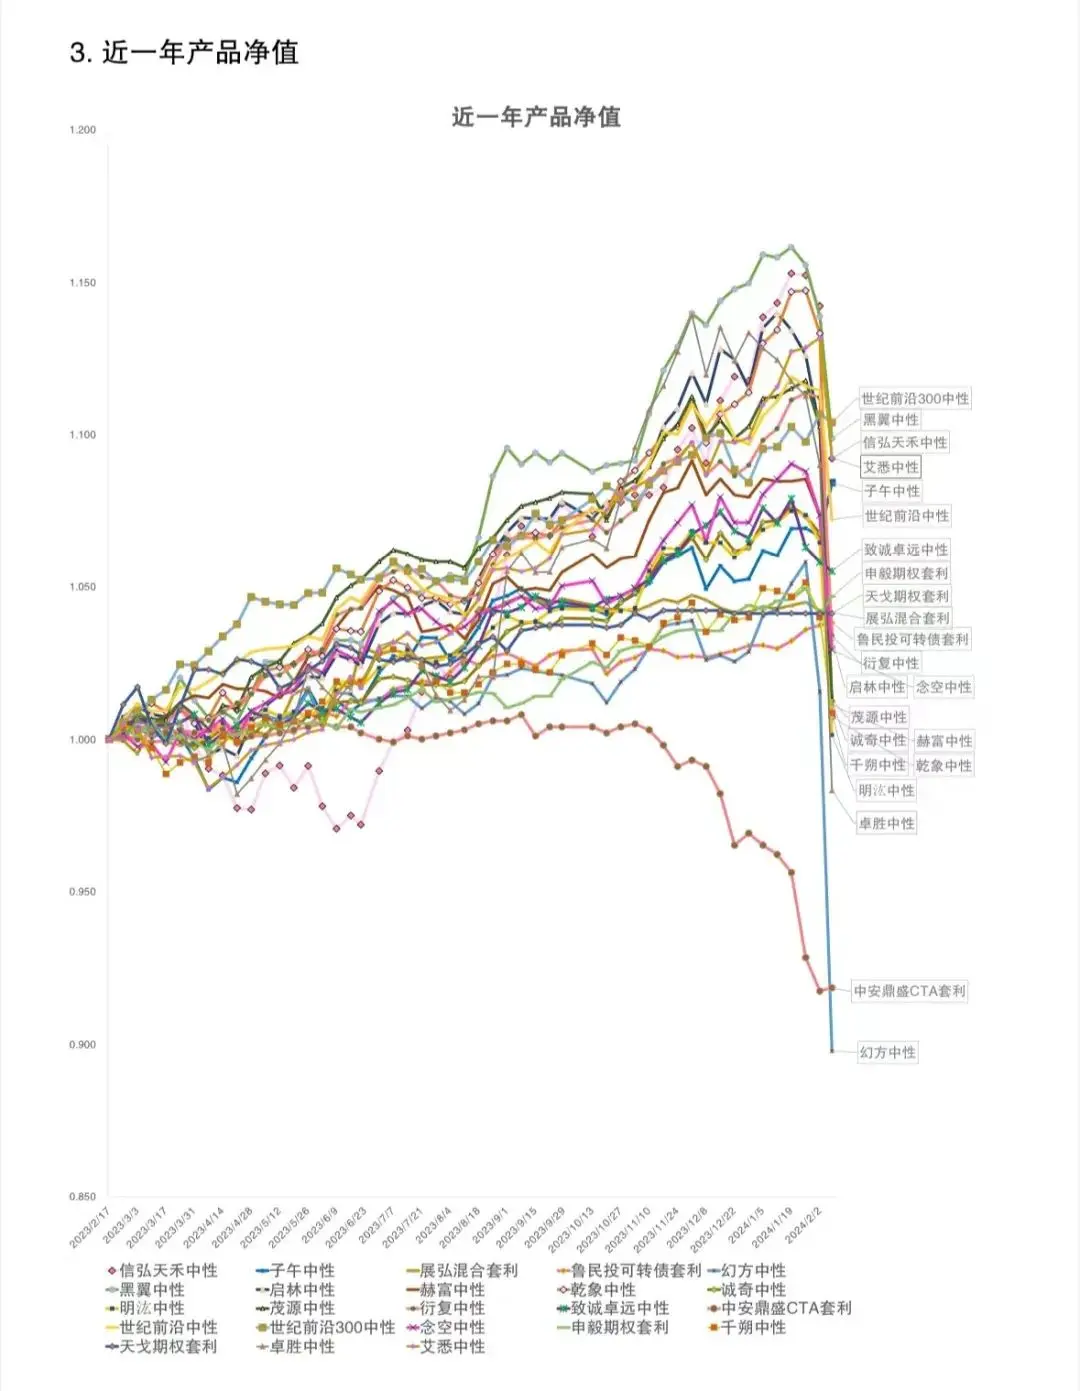 3. 近一年产品净值
近一年产品净值
1.200
1.150
1.100
1.050
1.000
0.950
0.900
0.850
世纪前沿300中性
黑翼中性
信弘天禾中性
艾悉中性
子午中性
世纪前沿中性
致诚卓远中性
申毅期权套利
天戈期权套利
展弘混合套利
鲁民投可转债套利
衍复中性
启林中性 念空中性
茂源中性
诚奇中性 赫富中性
千朔中性 乾象中性
明汯中性
卓胜中性
中安鼎盛CTA套利
幻方中性
2023/2/17 2023/3/3 2023/3/17 2023/3/31 2023/4/14 2023/4/28 2023/5/12 2023/5/26 2023/6/9 2023/6/23 2023/7/7 2023/7/21 2023/8/4 2023/8/18 2023/9/1 2023/9/15 2023/9/29 2023/10/13 2023/10/27 2023/11/10 2023/11/24 2023/12/8 2023/12/22 2024/1/5 2024/1/19 2024/2/2
信弘天禾中性 子午中性 展弘混合套利 鲁民投可转债套利 幻方中性
黑翼中性 启林中性 赫富中性 乾象中性 诚奇中性
明汯中性 茂源中性 衍复中性 致诚卓远中性 中安鼎盛CTA套利
世纪前沿中性 世纪前沿300中性 念空中性 申毅期权套利 千朔中性
天戈期权套利 卓胜中性 艾悉中性